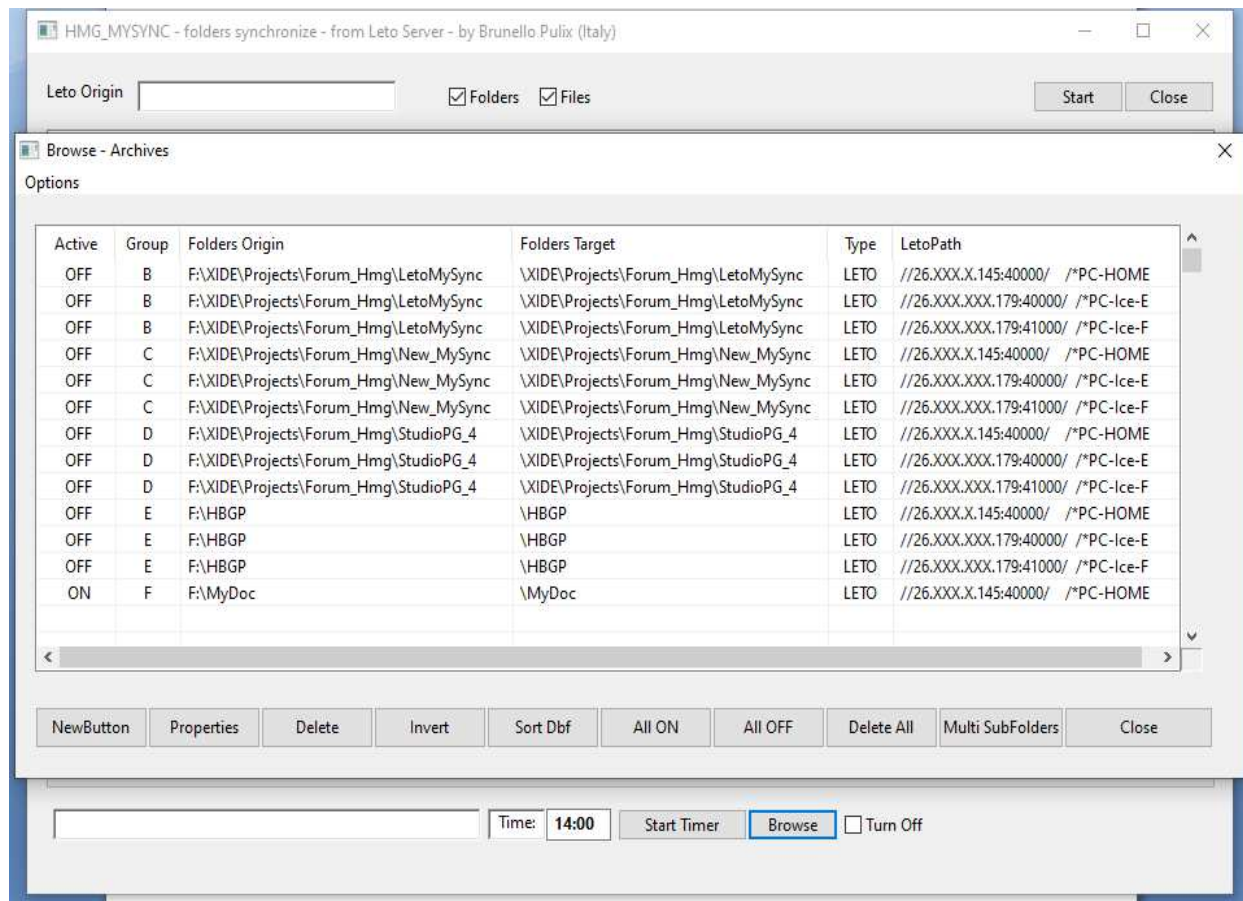 HMG_MYSYNC - folders synchronize - from Leto Server - by Brunello Pulix (Italy)
Leto Origin Folders Files Start Close
Browse - Archives
Options
Active Group Folders Origin Folders Target Type LetoPath
OFF B F:\XIDE\Projects\Forum_Hmg\LetoMySync \XIDE\Projects\Forum_Hmg\LetoMySync LETO //26.XXX.X.145:40000/ /*PC-HOME
OFF B F:\XIDE\Projects\Forum_Hmg\LetoMySync \XIDE\Projects\Forum_Hmg\LetoMySync LETO //26.XXX.XXX.179:40000/ /*PC-Ice-E
OFF B F:\XIDE\Projects\Forum_Hmg\LetoMySync \XIDE\Projects\Forum_Hmg\LetoMySync LETO //26.XXX.XXX.179:41000/ /*PC-Ice-F
OFF C F:\XIDE\Projects\Forum_Hmg\New_MySync \XIDE\Projects\Forum_Hmg\New_MySync LETO //26.XXX.X.145:40000/ /*PC-HOME
OFF C F:\XIDE\Projects\Forum_Hmg\New_MySync \XIDE\Projects\Forum_Hmg\New_MySync LETO //26.XXX.XXX.179:40000/ /*PC-Ice-E
OFF C F:\XIDE\Projects\Forum_Hmg\New_MySync \XIDE\Projects\Forum_Hmg\New_MySync LETO //26.XXX.XXX.179:41000/ /*PC-Ice-F
OFF D F:\XIDE\Projects\Forum_Hmg\StudioPG_4 \XIDE\Projects\Forum_Hmg\StudioPG_4 LETO //26.XXX.X.145:40000/ /*PC-HOME
OFF D F:\XIDE\Projects\Forum_Hmg\StudioPG_4 \XIDE\Projects\Forum_Hmg\StudioPG_4 LETO //26.XXX.XXX.179:40000/ /*PC-Ice-E
OFF D F:\XIDE\Projects\Forum_Hmg\StudioPG_4 \XIDE\Projects\Forum_Hmg\StudioPG_4 LETO //26.XXX.XXX.179:41000/ /*PC-Ice-F
OFF E F:\HBGP \HBGP LETO //26.XXX.X.145:40000/ /*PC-HOME
OFF E F:\HBGP \HBGP LETO //26.XXX.XXX.179:40000/ /*PC-Ice-E
OFF E F:\HBGP \HBGP LETO //26.XXX.XXX.179:41000/ /*PC-Ice-F
ON F F:\MyDoc \MyDoc LETO //26.XXX.X.145:40000/ /*PC-HOME
NewButton Properties Delete Invert Sort Dbf All ON All OFF Delete All Multi SubFolders Close
Time: 14:00 Start Timer Browse Turn Off